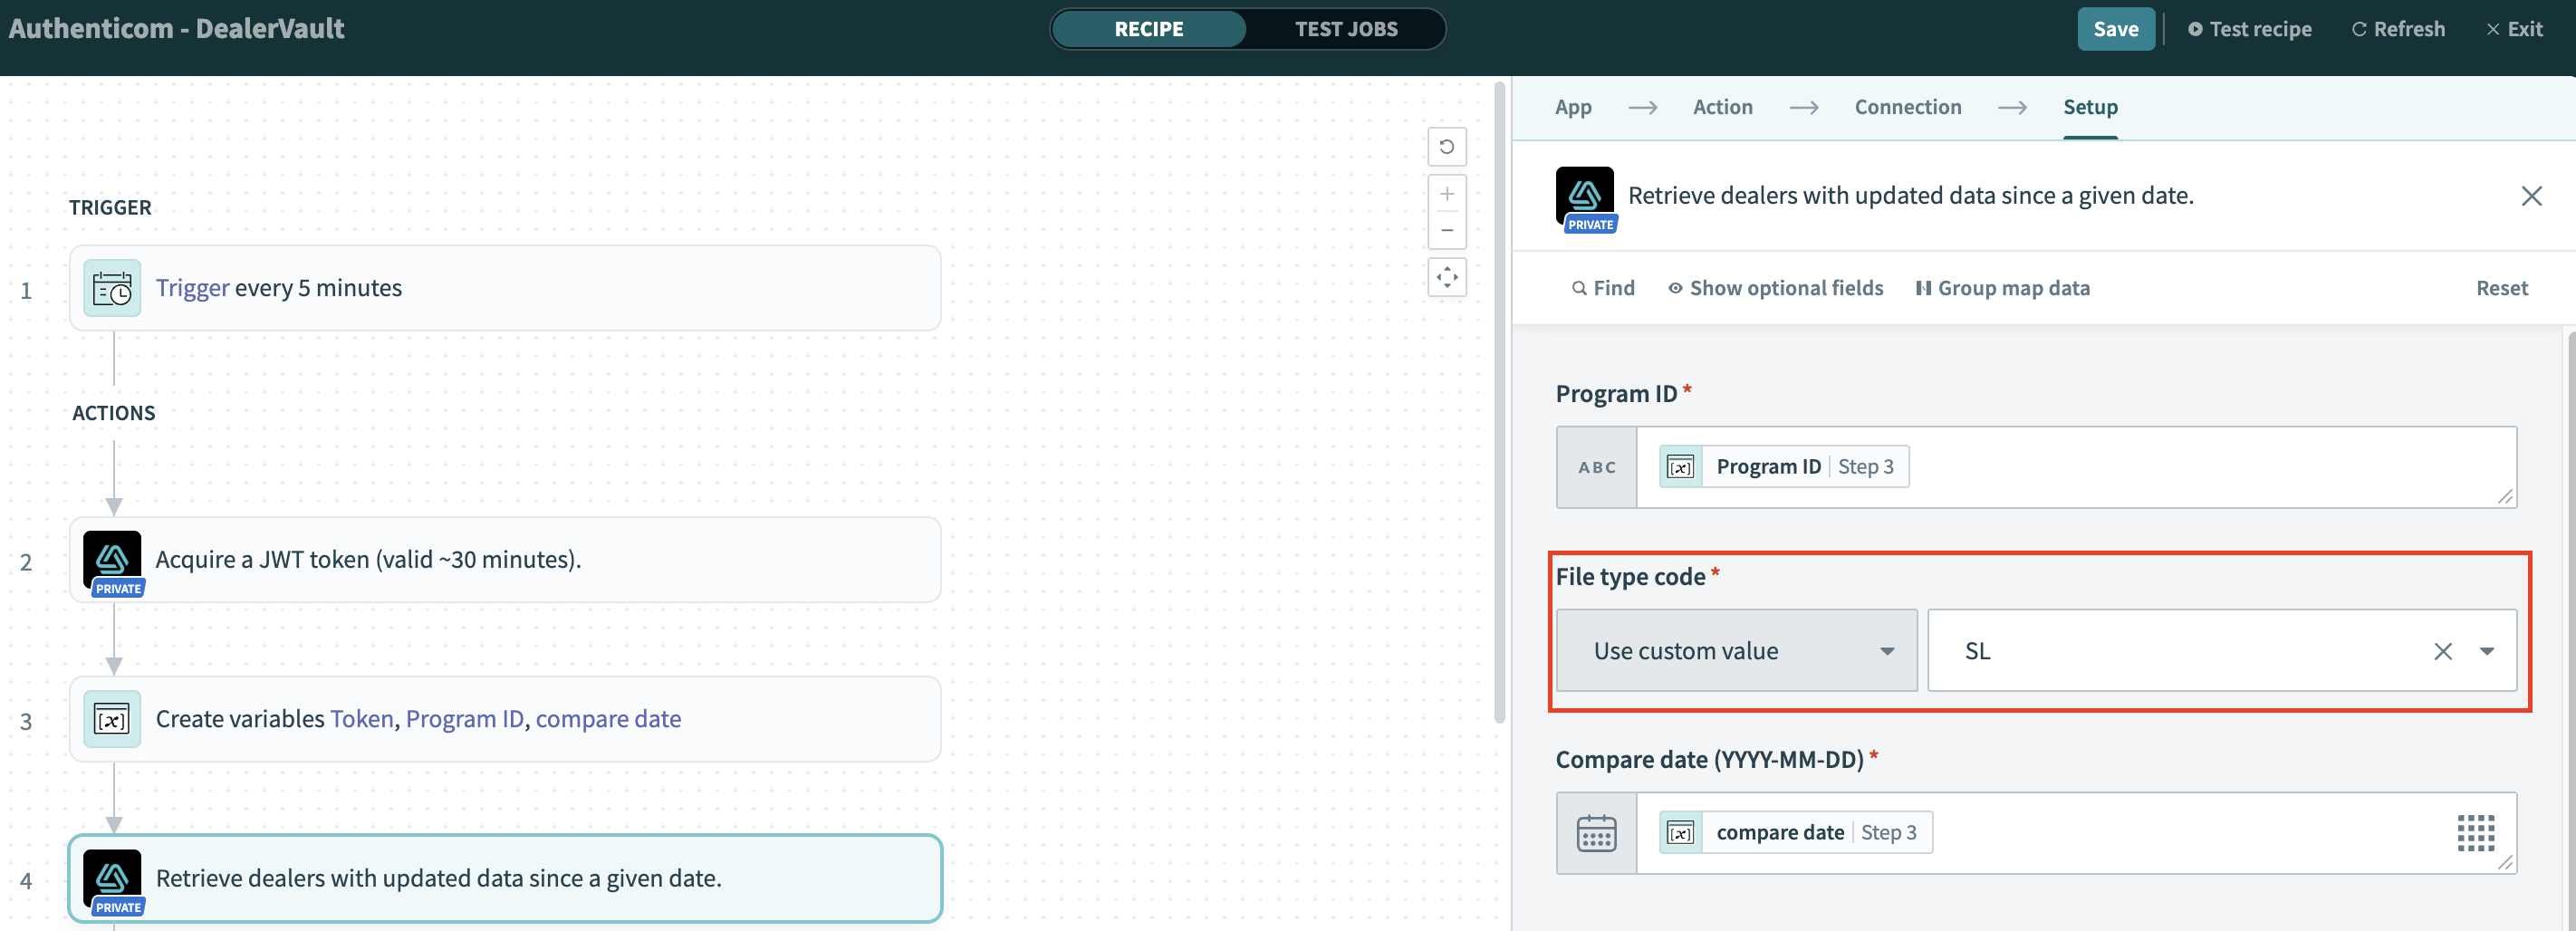 Authenticom - DealerVault
RECIPE
TEST JOBS
Save
Test recipe
Refresh
Exit
TRIGGER
1
Trigger every 5 minutes
ACTIONS
2
PRIVATE
Acquire a JWT token (valid ~30 minutes).
3
[x]
Create variables Token, Program ID, compare date
4
PRIVATE
Retrieve dealers with updated data since a given date.
App
Action
Connection
Setup
PRIVATE
Retrieve dealers with updated data since a given date.
Find
Show optional fields
Group map data
Reset
Program ID *
ABC
[x]
Program ID | Step 3
File type code *
Use custom value
SL
Compare date (YYYY-MM-DD) *
[x]
compare date | Step 3